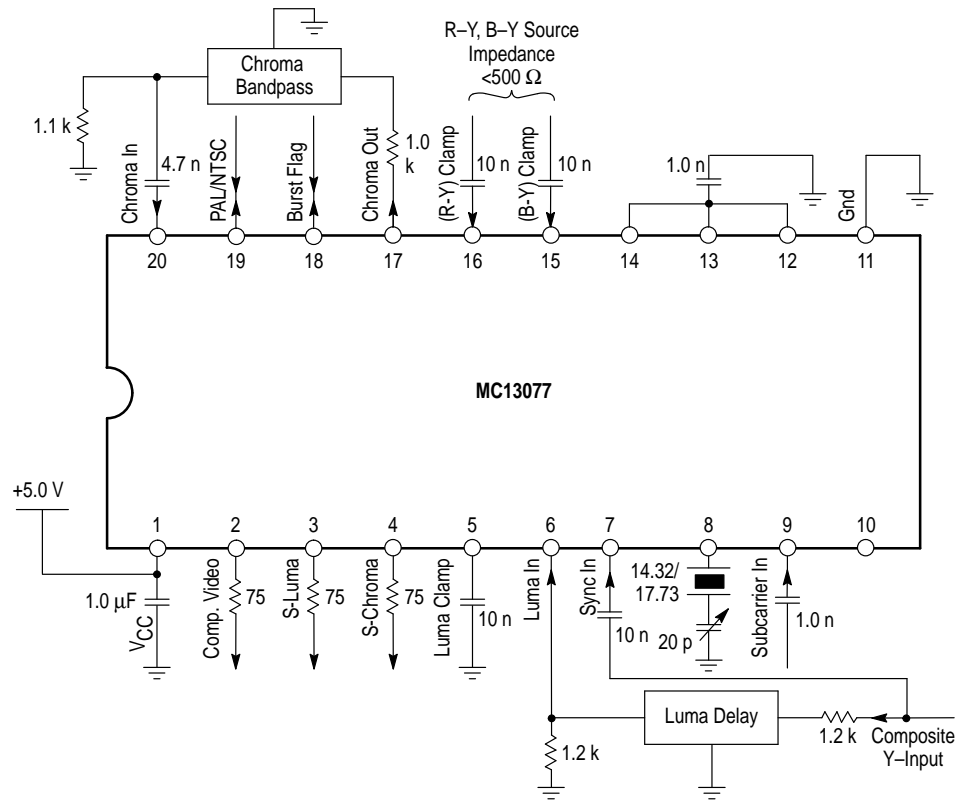 R–Y, B–Y Source
Impedance
<500 Ω
Chroma
Bandpass
1.1 k
Chroma In
4.7 n
PAL/NTSC
Burst Flag
Chroma Out
1.0
k
(R-Y) Clamp
10 n
(B-Y) Clamp
10 n
1.0 n
Gnd
20
19
18
17
16
15
14
13
12
11
MC13077
+5.0 V
1
2
3
4
5
6
7
8
9
10
1.0 µF
VCC
Comp. Video
75
S-Luma
75
S-Chroma
75
Luma Clamp
10 n
Luma In
Sync In
10 n
14.32/
17.73
20 p
Subcarrier In
1.0 n
1.2 k
Luma Delay
1.2 k
Composite
Y–Input